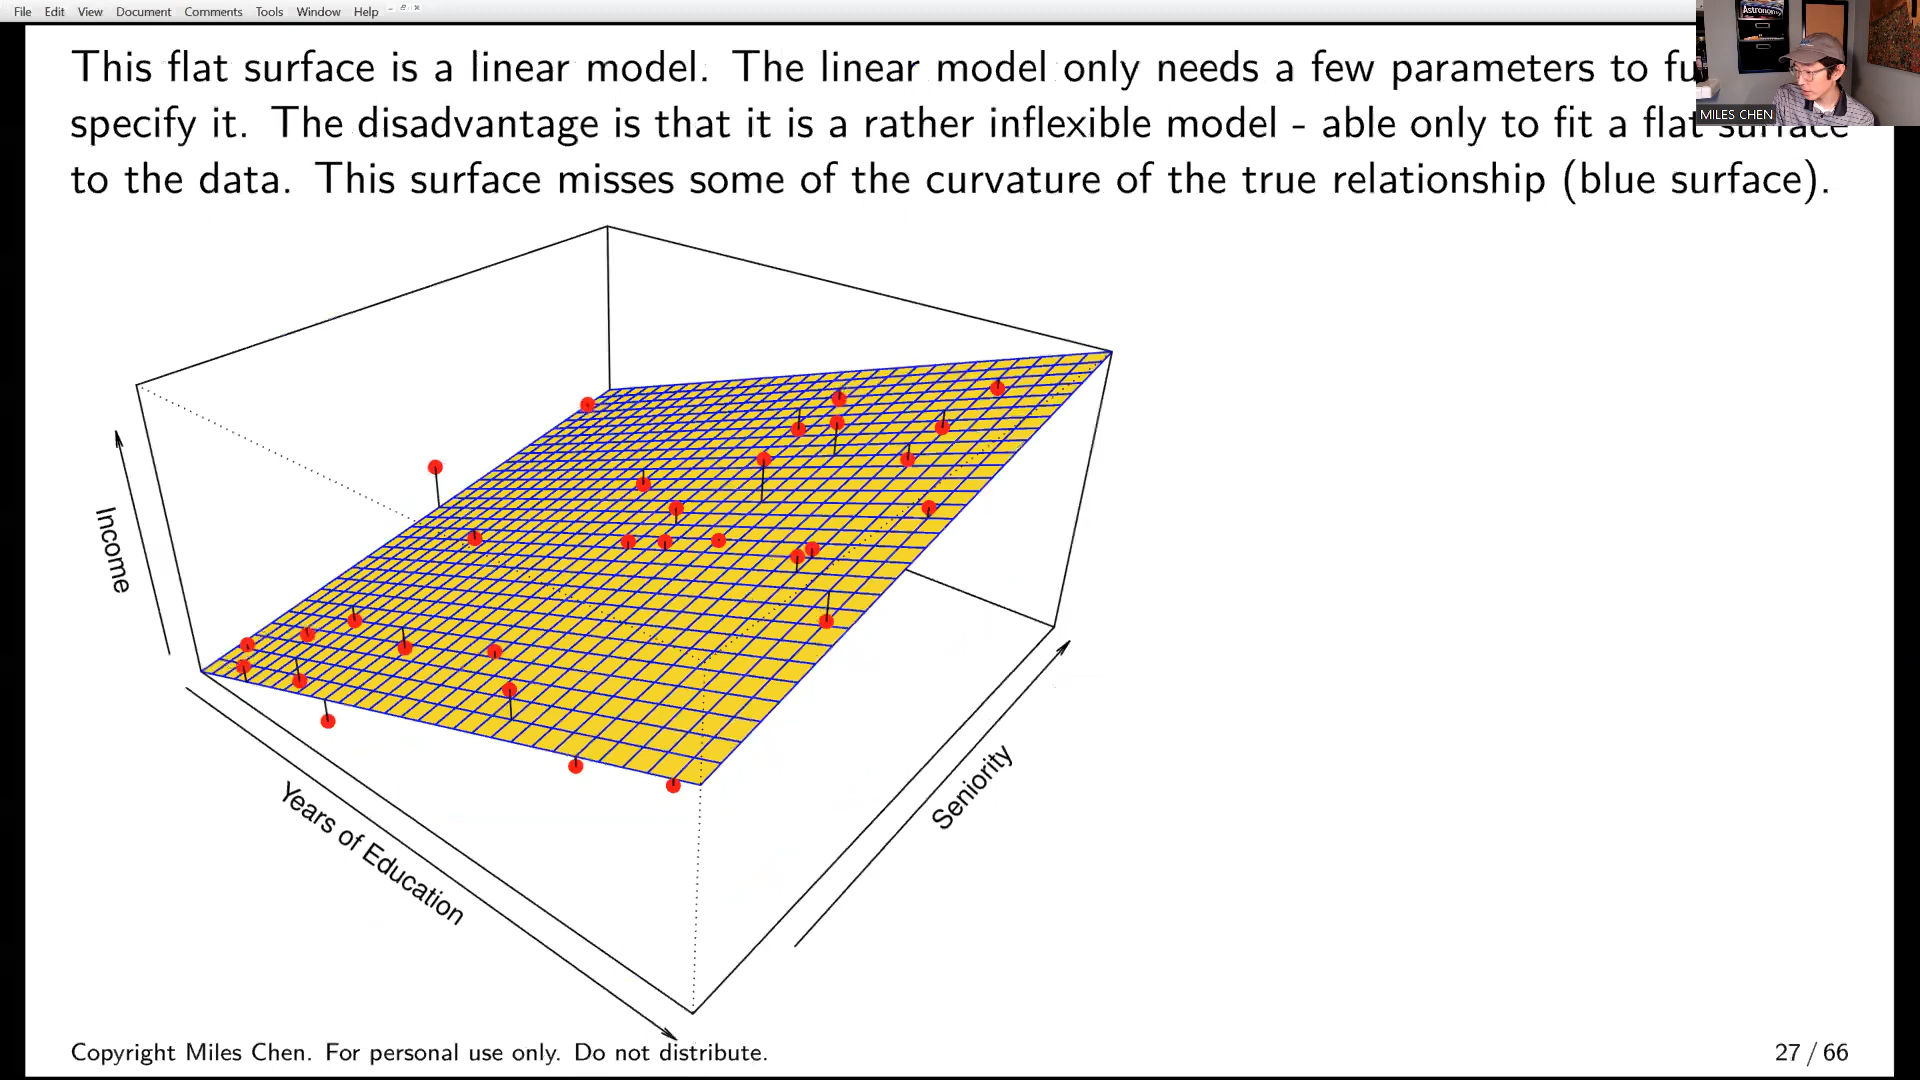 File Edit View Document Comments Tools Window Help
Astronomy
MILES CHEN
This flat surface is a linear model. The linear model only needs a few parameters to fu
specify it. The disadvantage is that it is a rather inflexible model - able only to fit a flat surface
to the data. This surface misses some of the curvature of the true relationship (blue surface).
Income
Years of Education
Seniority
Copyright Miles Chen. For personal use only. Do not distribute.
27 / 66